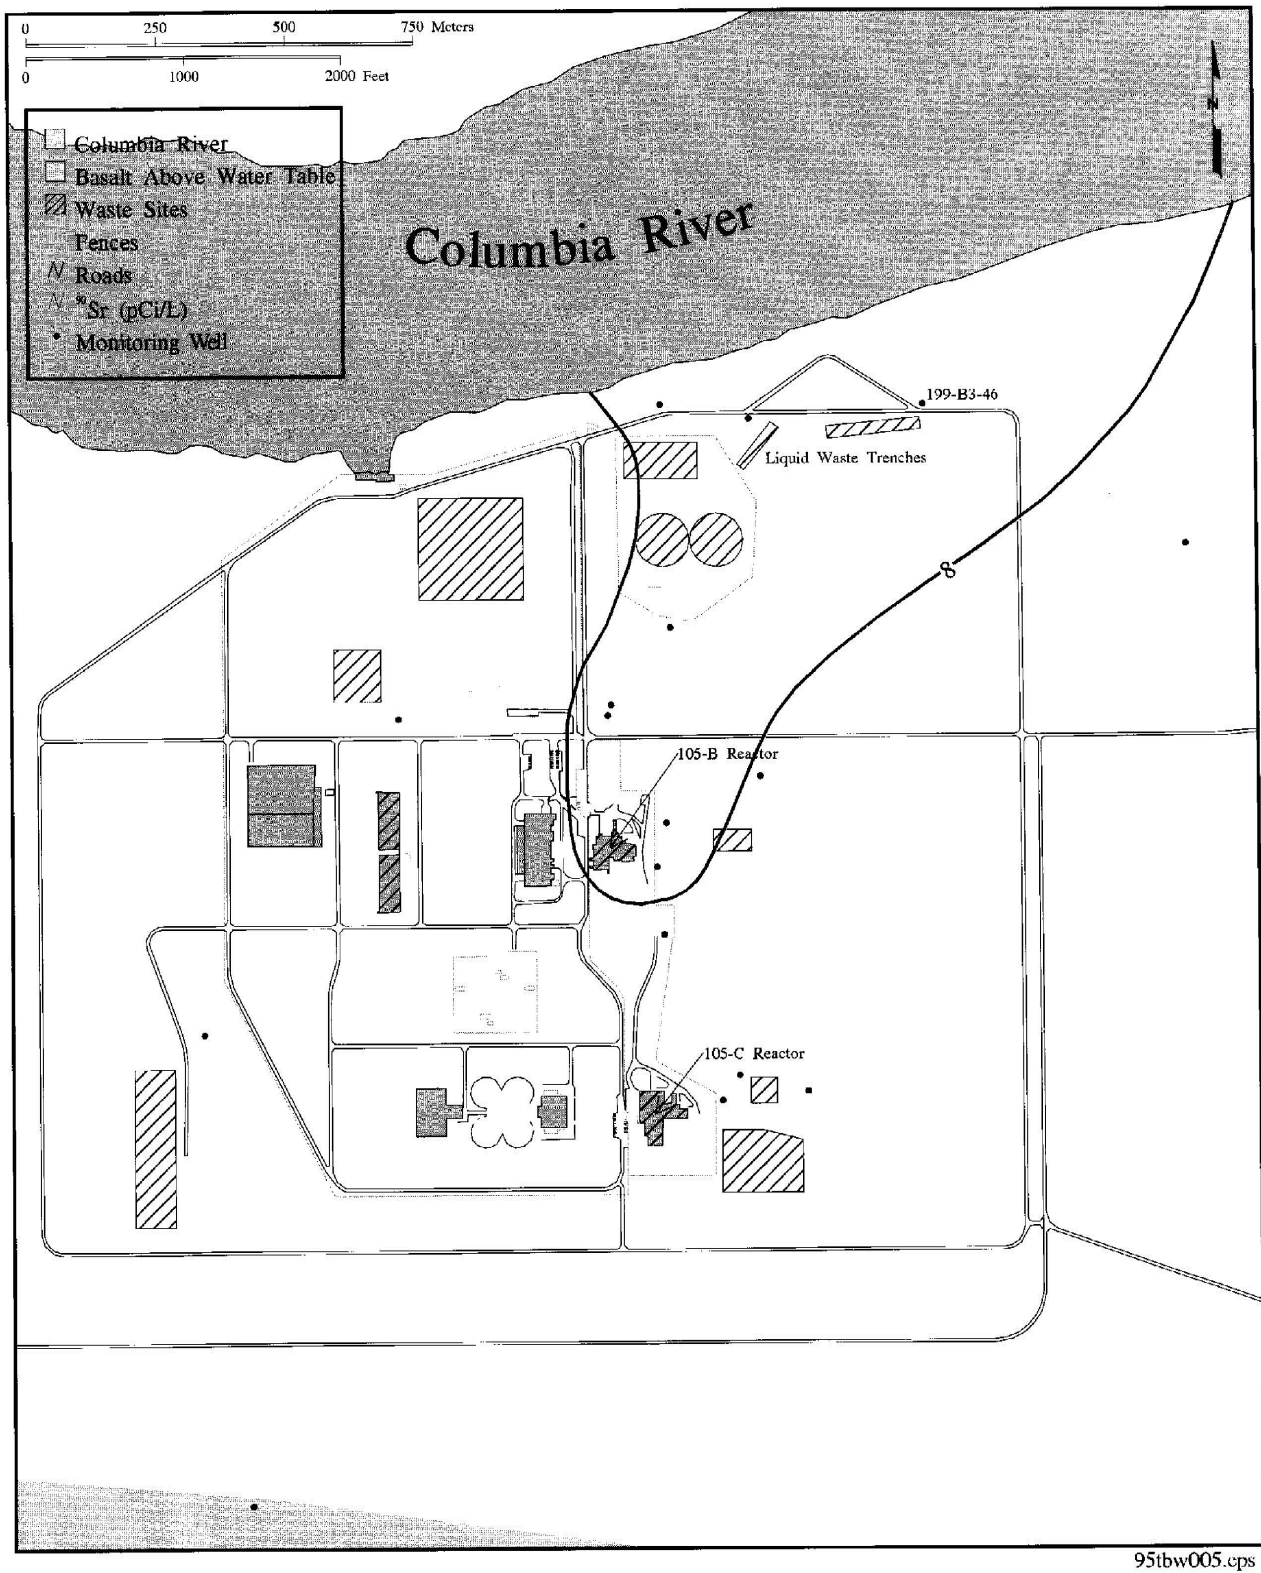 0 250 500 750 Meters
0 1000 2000 Feet
N
Columbia River
Basalt Above Water Table
Waste Sites
Fences
Roads
⁹⁰Sr (pCi/L)
Monitoring Well
Columbia River
199-B3-46
Liquid Waste Trenches
8
105-B Reactor
105-C Reactor
95tbw005.eps